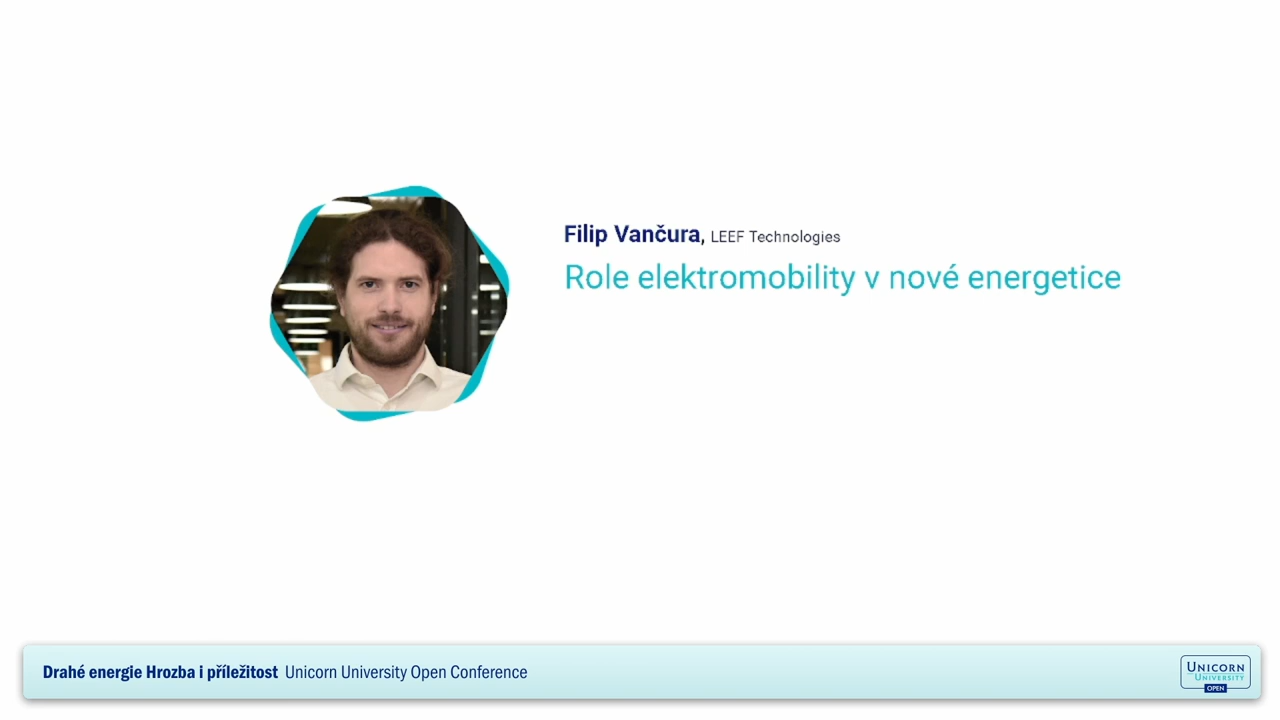 Filip Vančura, LEEF Technologies
Role elektromobility v nové energetice
Drahé energie Hrozba i příležitost Unicorn University Open Conference
UNICORN
UNIVERSITY
OPEN